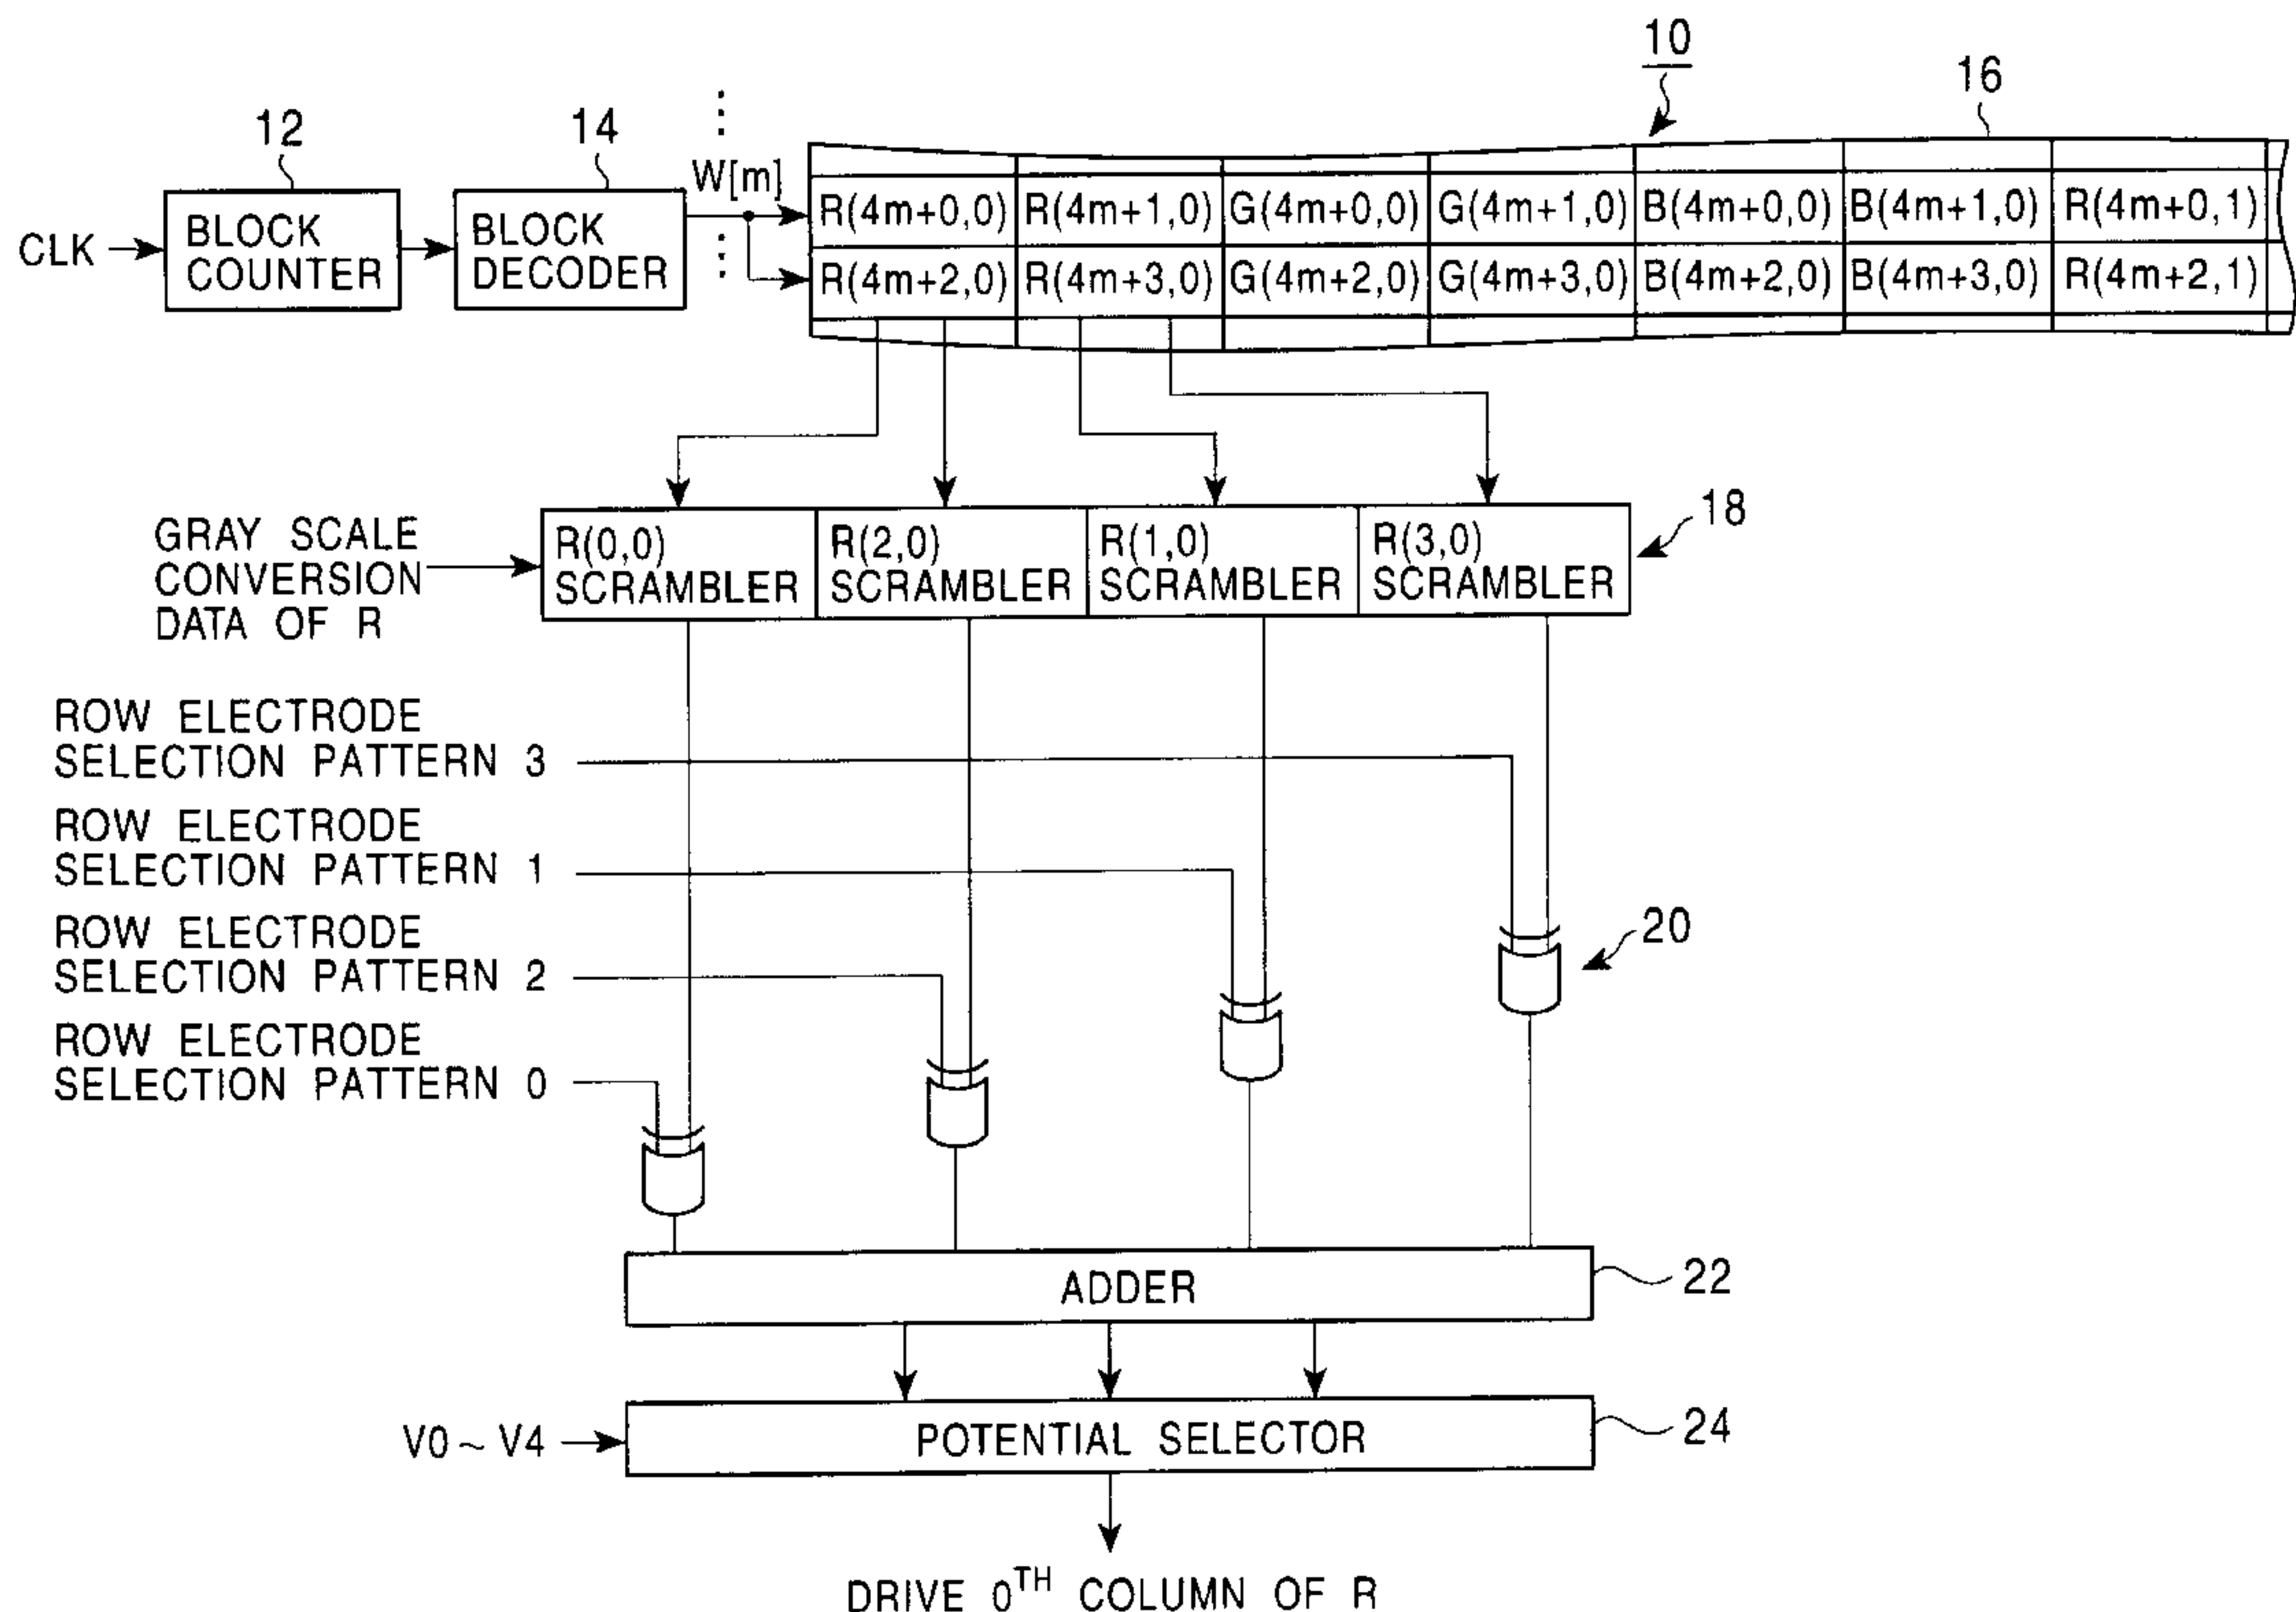 10
16
12
14
W[m]
CLK
BLOCK
COUNTER
BLOCK
DECODER
R(4m+0,0) R(4m+1,0) G(4m+0,0) G(4m+1,0) B(4m+0,0) B(4m+1,0) R(4m+0,1)
R(4m+2,0) R(4m+3,0) G(4m+2,0) G(4m+3,0) B(4m+2,0) B(4m+3,0) R(4m+2,1)
GRAY SCALE
CONVERSION
DATA OF R
R(0,0)
SCRAMBLER
R(2,0)
SCRAMBLER
R(1,0)
SCRAMBLER
R(3,0)
SCRAMBLER
18
ROW ELECTRODE
SELECTION PATTERN 3
ROW ELECTRODE
SELECTION PATTERN 1
ROW ELECTRODE
SELECTION PATTERN 2
ROW ELECTRODE
SELECTION PATTERN 0
20
ADDER
22
V0 ~ V4
POTENTIAL SELECTOR
24
DRIVE 0TH COLUMN OF R